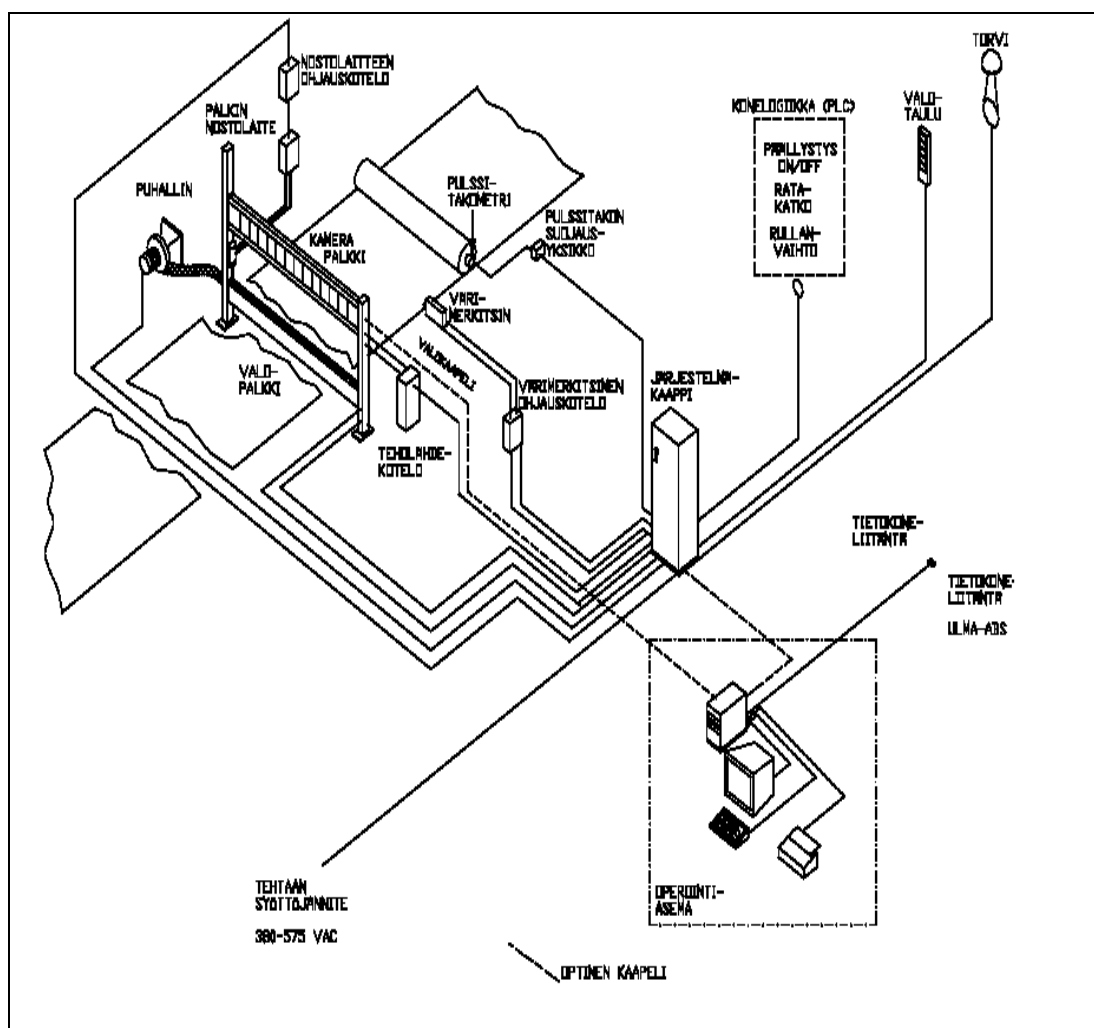 TORVI
NOSTOLAITTEEN
OHJAUSKOTELO
PALKIN
NOSTOLAITE
KONELOGIIKKA (PLC)
VALO-
TAULU
PÄÄLLYSTYS
ON/OFF
RATA-
KATKO
RULLAN-
VAIHTO
PUHALLIN
PULSSI-
TAKOMETRI
PULSSITAKON
SUOJAUS-
YKSIKKÖ
KAMERA
PALKKI
VÄRI-
MERKITSIN
VALOKAAPELI
VALO-
PALKKI
VÄRIMERKITSIMEN
OHJAUSKOTELO
JÄRJESTELMÄ-
KAAPPI
TEHOLÄHDE-
KOTELO
TIETOKONE-
LIITÄNTÄ
TIETOKONE-
LIITÄNTÄ
ULMA-ABS
TEHTAAN
SYÖTTÖJÄNNITE
380-575 VAC
OPEROINTI-
ASEMA
OPTINEN KAAPELI